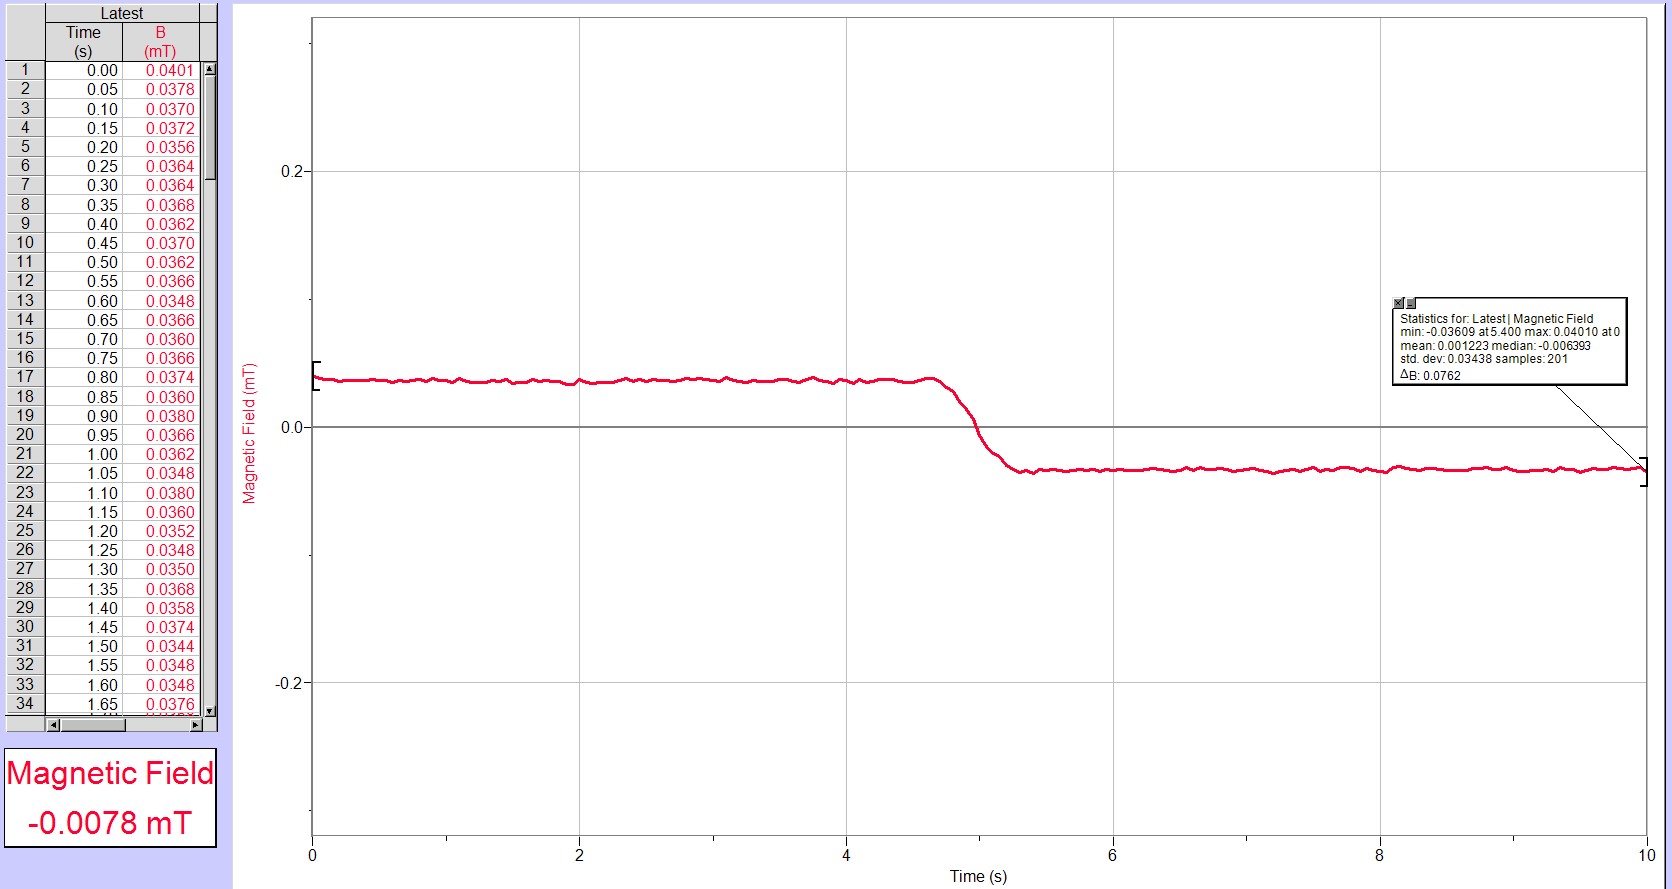 Latest
Time B
(s) (mT)
1 0.00 0.0401
2 0.05 0.0378
3 0.10 0.0370
4 0.15 0.0372
5 0.20 0.0356
6 0.25 0.0364
7 0.30 0.0364
8 0.35 0.0368
9 0.40 0.0362
10 0.45 0.0370
11 0.50 0.0362
12 0.55 0.0366
13 0.60 0.0348
14 0.65 0.0366
15 0.70 0.0360
16 0.75 0.0366
17 0.80 0.0374
18 0.85 0.0360
19 0.90 0.0380
20 0.95 0.0366
21 1.00 0.0362
22 1.05 0.0348
23 1.10 0.0380
24 1.15 0.0360
25 1.20 0.0352
26 1.25 0.0348
27 1.30 0.0350
28 1.35 0.0368
29 1.40 0.0358
30 1.45 0.0374
31 1.50 0.0344
32 1.55 0.0348
33 1.60 0.0348
34 1.65 0.0376
Magnetic Field
-0.0078 mT
Magnetic Field (mT)
0.2
0.0
-0.2
Statistics for: Latest | Magnetic Field
min: -0.03609 at 5.400 max: 0.04010 at 0
mean: 0.001223 median: -0.006393
std. dev: 0.03438 samples: 201
ΔB: 0.0762
0 2 4 6 8 10
Time (s)